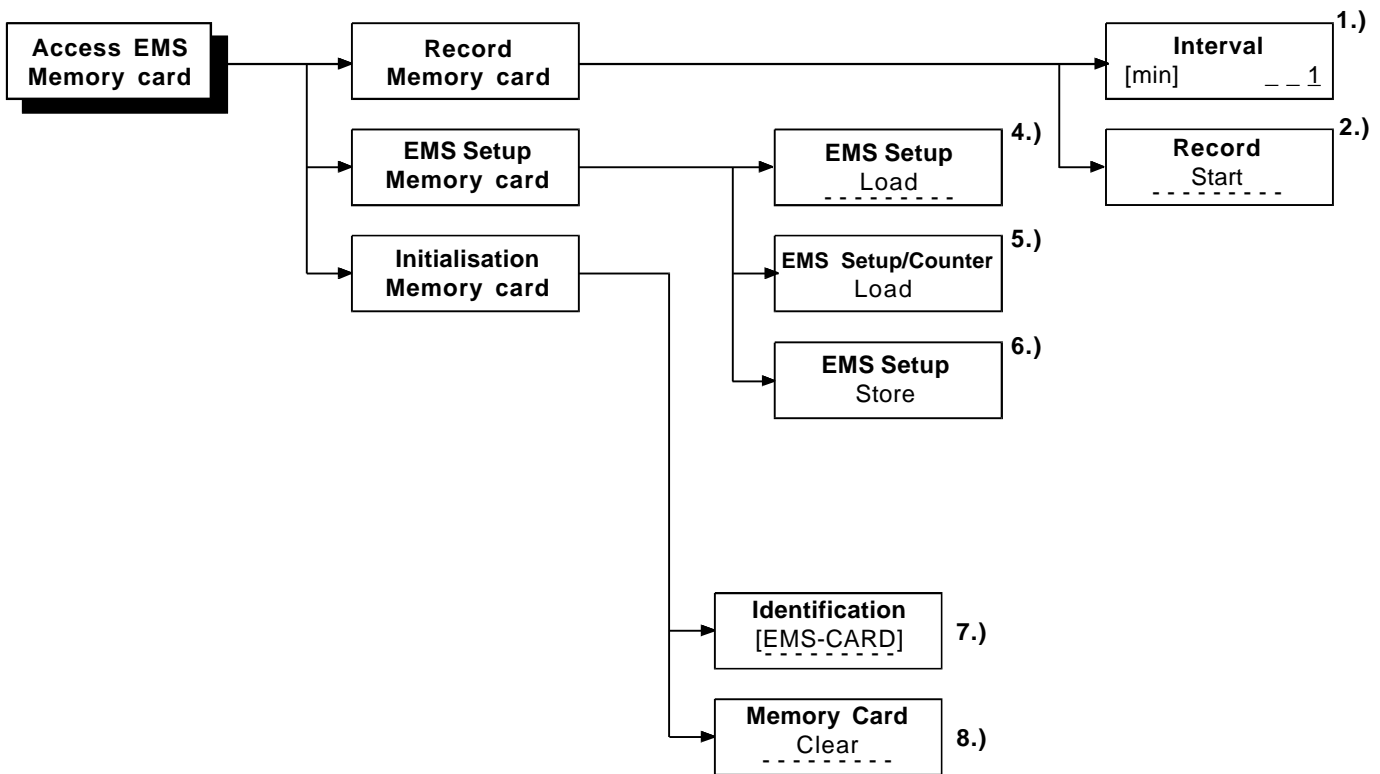 Access EMS
Memory card
Record
Memory card
Interval
[min] _ _ 1
1.)
Record
Start
- - - - - - - - -
2.)
EMS Setup
Memory card
EMS Setup
Load
- - - - - - - - -
4.)
EMS Setup/Counter
Load
5.)
EMS Setup
Store
6.)
Initialisation
Memory card
Identification
[EMS-CARD]
- - - - - - - - -
7.)
Memory Card
Clear
- - - - - - - - -
8.)